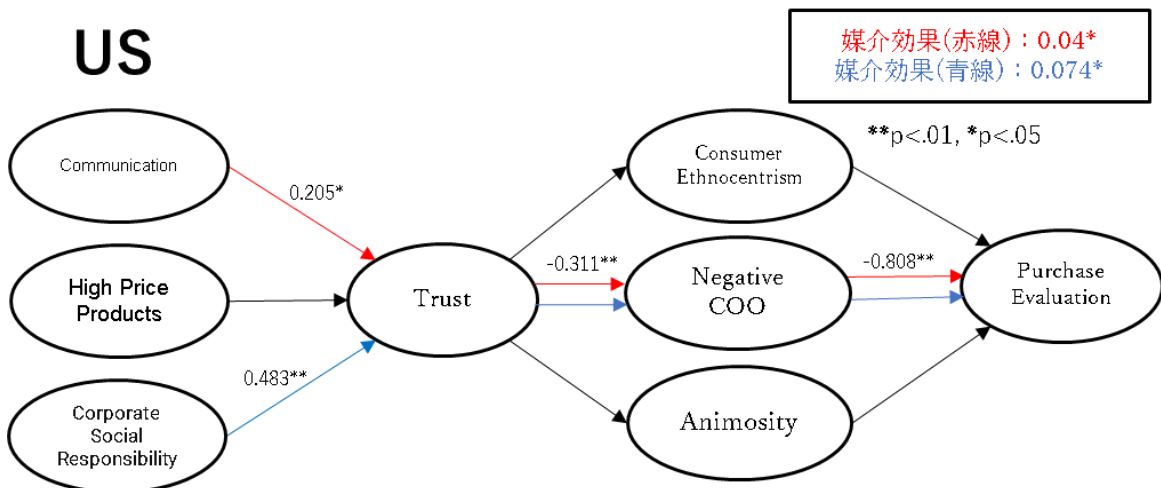 US
媒介効果(赤線)：0.04*
媒介効果(青線)：0.074*
**p<.01, *p<.05
Communication
0.205*
High Price
Products
0.483**
Corporate
Social
Responsibility
Trust
-0.311**
Consumer
Ethnocentrism
Negative
COO
Animosity
-0.808**
Purchase
Evaluation